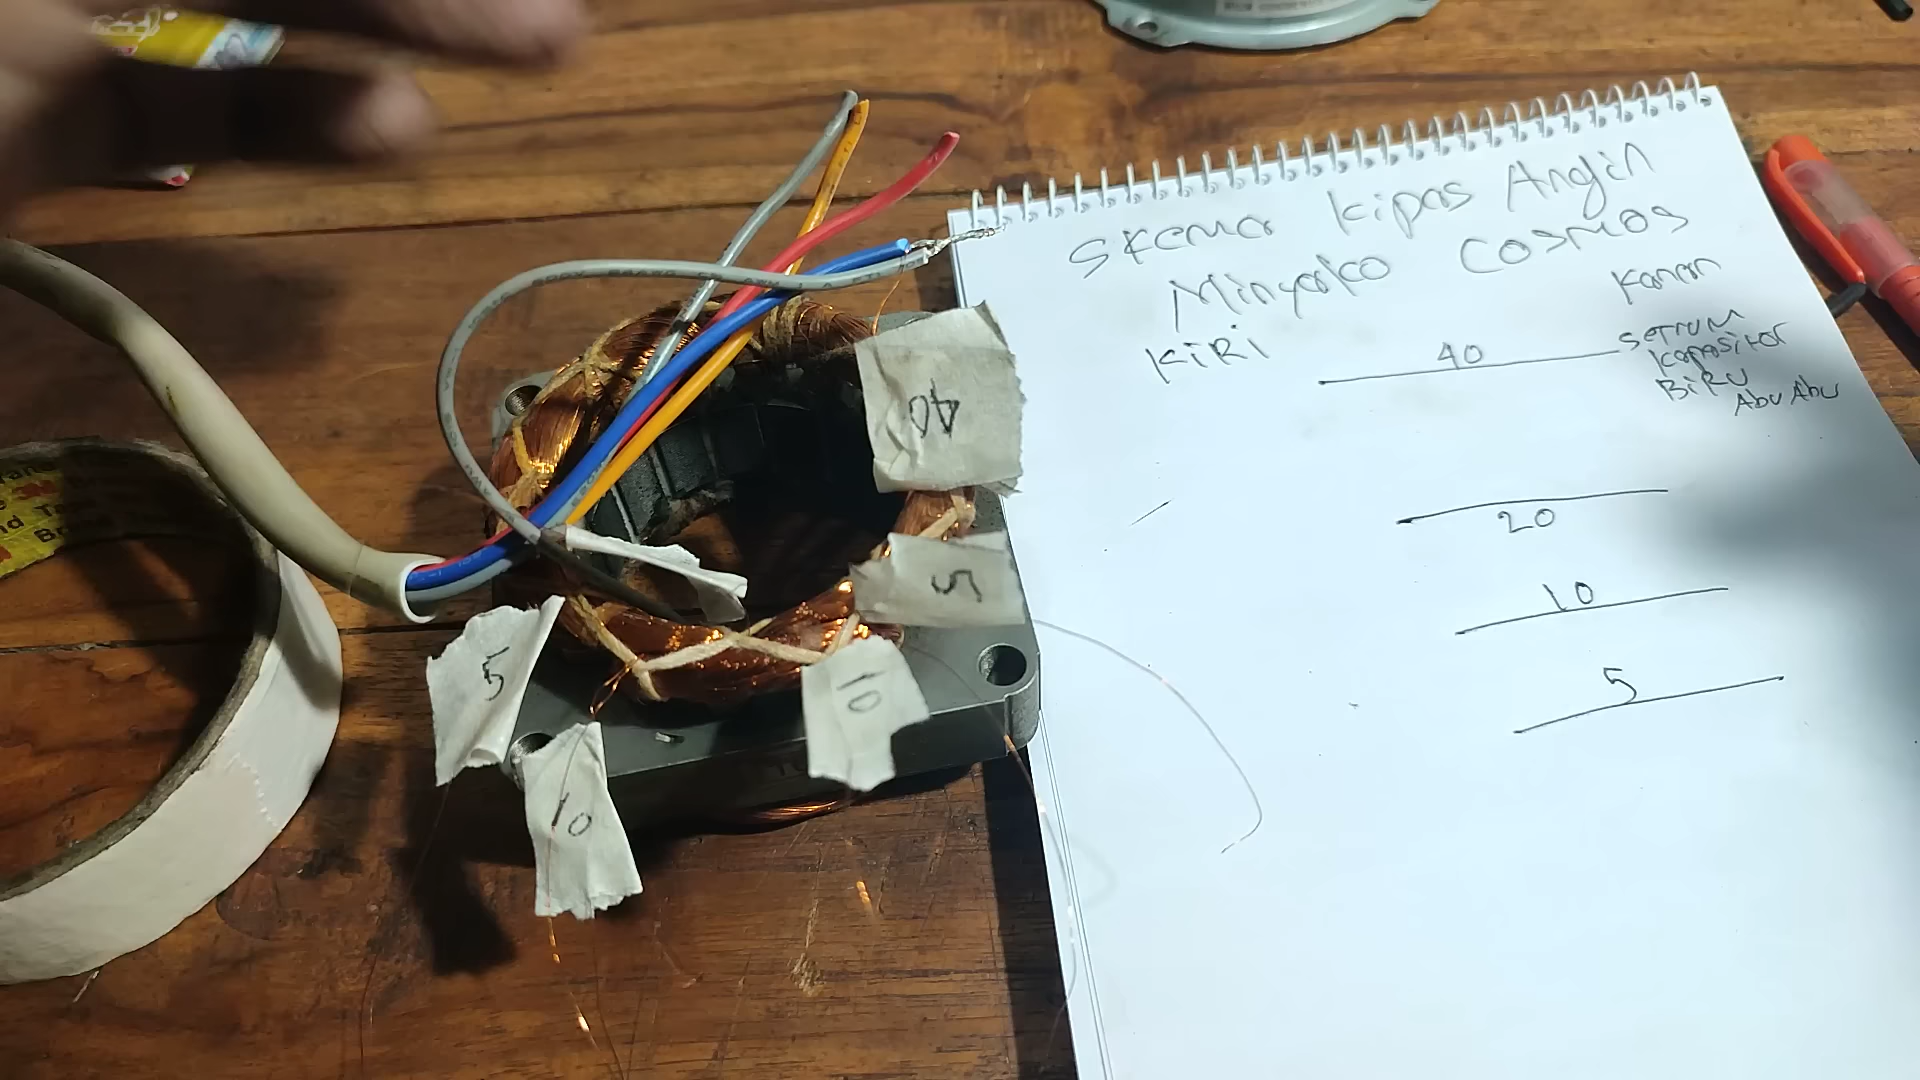 Skema Kipas Angin
Miyako Cosmos
KIRI
Kanan
40
Setrum
Kapasitor
BiRu
Abu Abu
20
10
5
40
5
5
10
10